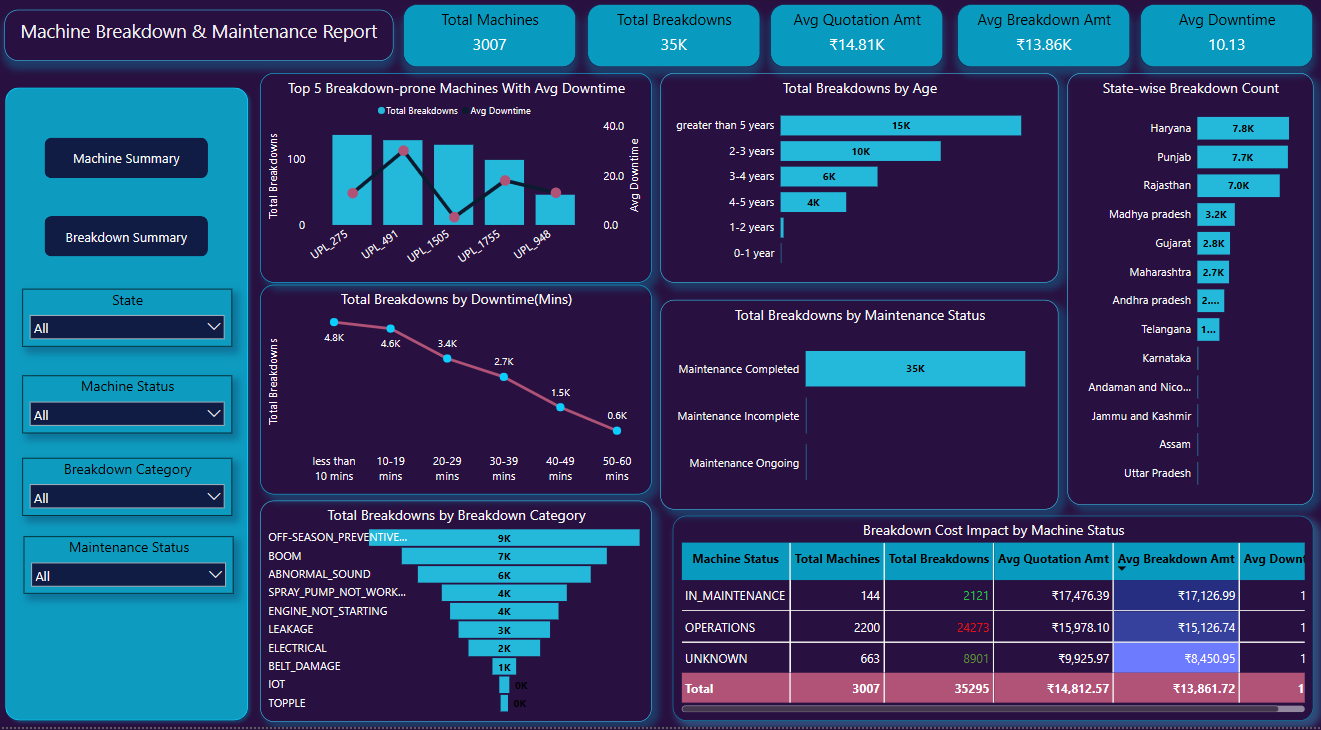 Machine Breakdown & Maintenance Report
Total Machines
3007
Total Breakdowns
35K
Avg Quotation Amt
₹14.81K
Avg Breakdown Amt
₹13.86K
Avg Downtime
10.13
Machine Summary
Breakdown Summary
State
All
Machine Status
All
Breakdown Category
All
Maintenance Status
All
Top 5 Breakdown-prone Machines With Avg Downtime
Total Breakdowns Avg Downtime
Total Breakdowns
100
0
40.0
20.0
0.0
Avg Downtime
UPL_275
UPL_491
UPL_1505
UPL_1755
UPL_948
Total Breakdowns by Downtime(Mins)
Total Breakdowns
4.8K
4.6K
3.4K
2.7K
1.5K
0.6K
less than 10 mins
10-19 mins
20-29 mins
30-39 mins
40-49 mins
50-60 mins
Total Breakdowns by Breakdown Category
OFF-SEASON_PREVENTIVE... 9K
BOOM 7K
ABNORMAL_SOUND 6K
SPRAY_PUMP_NOT_WORK... 4K
ENGINE_NOT_STARTING 4K
LEAKAGE 3K
ELECTRICAL 2K
BELT_DAMAGE 1K
IOT 0K
TOPPLE 0K
Total Breakdowns by Age
greater than 5 years 15K
2-3 years 10K
3-4 years 6K
4-5 years 4K
1-2 years
0-1 year
Total Breakdowns by Maintenance Status
Maintenance Completed 35K
Maintenance Incomplete
Maintenance Ongoing
State-wise Breakdown Count
Haryana 7.8K
Punjab 7.7K
Rajasthan 7.0K
Madhya pradesh 3.2K
Gujarat 2.8K
Maharashtra 2.7K
Andhra pradesh 2....
Telangana 1...
Karnataka
Andaman and Nico...
Jammu and Kashmir
Assam
Uttar Pradesh
Breakdown Cost Impact by Machine Status
Machine Status Total Machines Total Breakdowns Avg Quotation Amt Avg Breakdown Amt Avg Downt
IN_MAINTENANCE 144 2121 ₹17,476.39 ₹17,126.99 1
OPERATIONS 2200 24273 ₹15,978.10 ₹15,126.74 1
UNKNOWN 663 8901 ₹9,925.97 ₹8,450.95 1
Total 3007 35295 ₹14,812.57 ₹13,861.72 1